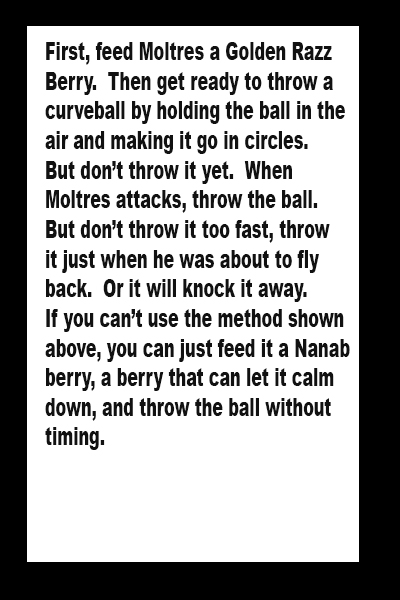 First, feed Moltres a Golden Razz
Berry.  Then get ready to throw a
curveball by holding the ball in the
air and making it go in circles.
But don’t throw it yet.  When
Moltres attacks, throw the ball.
But don’t throw it too fast, throw
it just when he was about to fly
back.  Or it will knock it away.
If you can’t use the method shown
above, you can just feed it a Nanab
berry, a berry that can let it calm
down, and throw the ball without
timing.